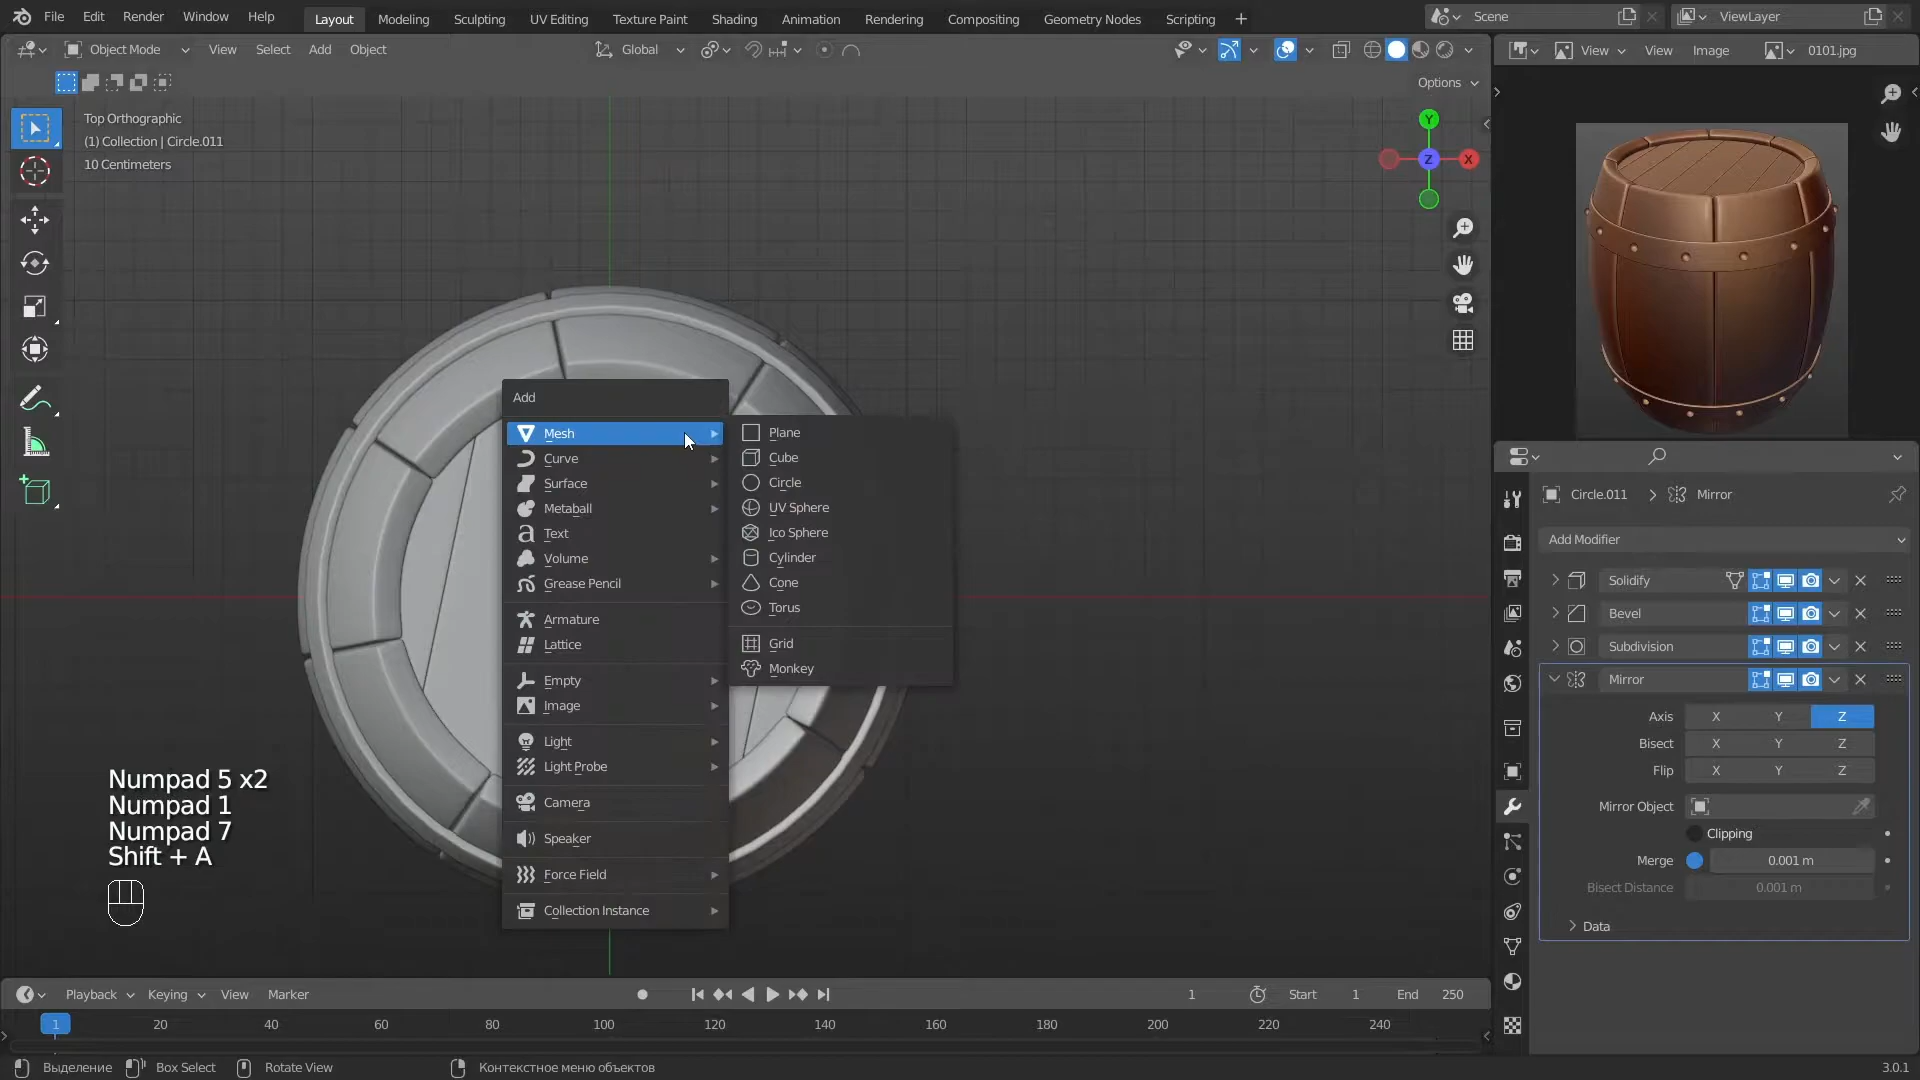 File Edit Render Window Help Layout Modeling Sculpting UV Editing Texture Paint Shading Animation Rendering Compositing Geometry Nodes Scripting + Scene ViewLayer
Object Mode View Select Add Object Global View View Image 0101.jpg
Options
Top Orthographic
(1) Collection | Circle.011
10 Centimeters
Y
Z X
Add
Mesh
Curve
Surface
Metaball
Text
Volume
Grease Pencil
Armature
Lattice
Empty
Image
Light
Light Probe
Camera
Speaker
Force Field
Collection Instance
Plane
Cube
Circle
UV Sphere
Ico Sphere
Cylinder
Cone
Torus
Grid
Monkey
Numpad 5 x2
Numpad 1
Numpad 7
Shift + A
Circle.011 Mirror
Add Modifier
Solidify
Bevel
Subdivision
Mirror
Axis X Y Z
Bisect X Y Z
Flip X Y Z
Mirror Object
Clipping
Merge 0.001 m
Bisect Distance 0.001 m
Data
Playback Keying View Marker 1 Start 1 End 250
1 20 40 60 80 100 120 140 160 180 200 220 240
Выделение Box Select Rotate View Контекстное меню объектов 3.0.1